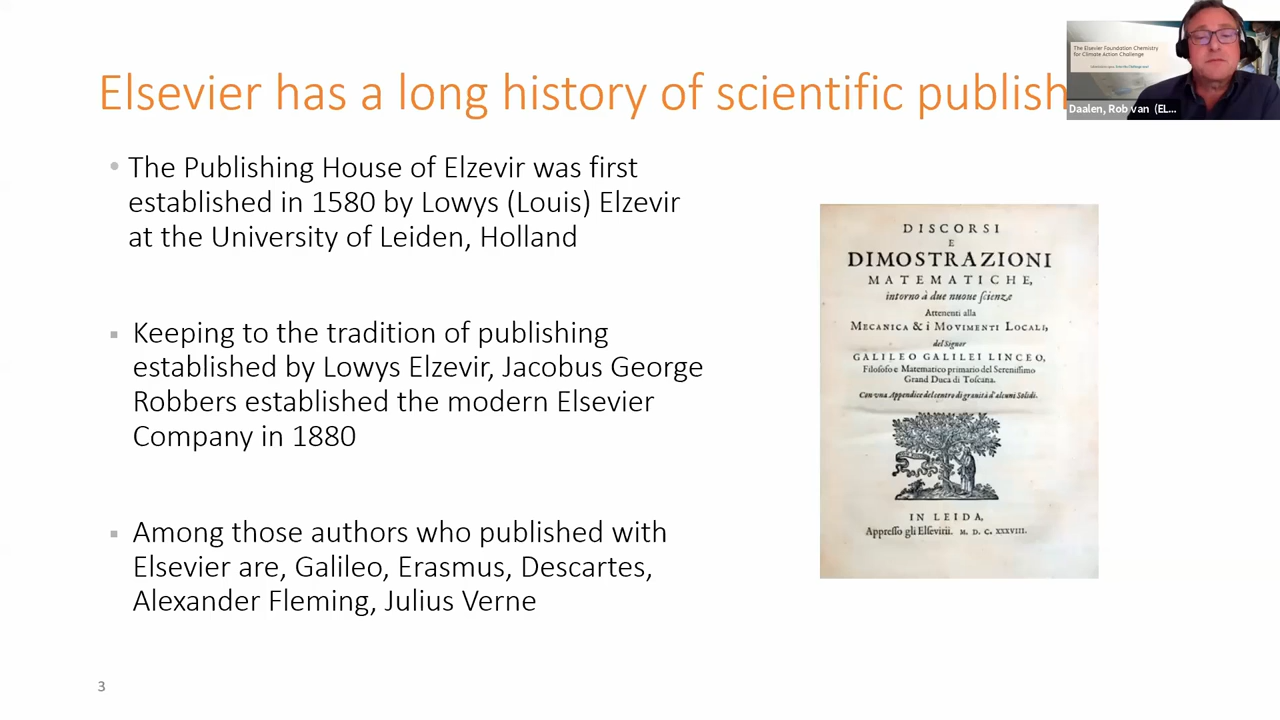 Elsevier has a long history of scientific publish
The Elsevier Foundation Chemistry
for Climate Action Challenge
Daalen, Rob van (EL...
• The Publishing House of Elzevir was first
established in 1580 by Lowys (Louis) Elzevir
at the University of Leiden, Holland
▪ Keeping to the tradition of publishing
established by Lowys Elzevir, Jacobus George
Robbers established the modern Elsevier
Company in 1880
▪ Among those authors who published with
Elsevier are, Galileo, Erasmus, Descartes,
Alexander Fleming, Julius Verne
DISCORSI
E
DIMOSTRAZIONI
MATEMATICHE,
intorno à due nuoue ſcienze
Attenenti alla
MECANICA & i MOVIMENTI LOCALI,
del Signor
GALILEO GALILEI LINCEO,
Filoſofo e Matematico primario del Sereniſſimo
Grand Duca di Toſcana.
Con vna Appendice del centro di grauità d'alcuni Solidi.
IN LEIDA,
Appreſſo gli Elſevirii. M. D. C. XXXVIII.
3